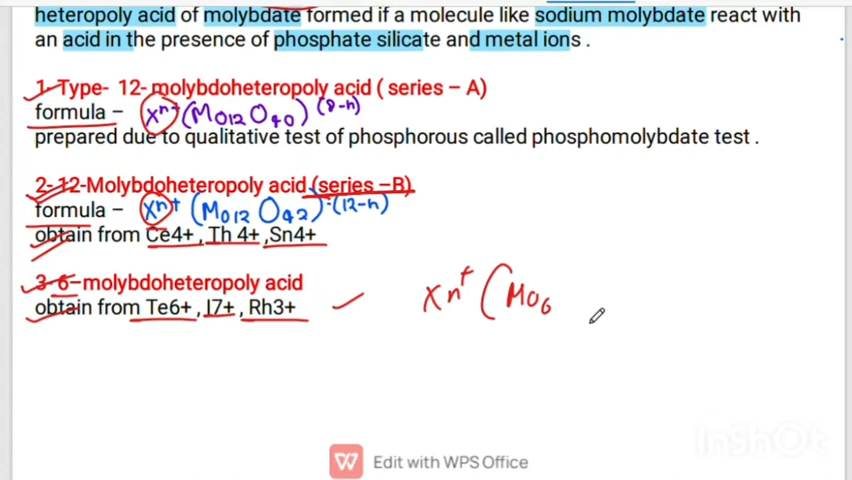 heteropoly acid of molybdate formed if a molecule like sodium molybdate react with
an acid in the presence of phosphate silicate and metal ions .
1- Type- 12- molybdoheteropoly acid ( series – A)
formula – Xn+ (Mo12 O40) (8-n)
prepared due to qualitative test of phosphorous called phosphomolybdate test .
2- 12-Molybdoheteropoly acid (series –B)
formula – Xn+ (Mo12 O42) -(12-n)
obtain from Ce4+ , Th 4+ ,Sn4+
3- 6 –molybdoheteropoly acid
obtain from Te6+ , I7+ , Rh3+
Xn+ (Mo6
Edit with WPS Office
InShOt